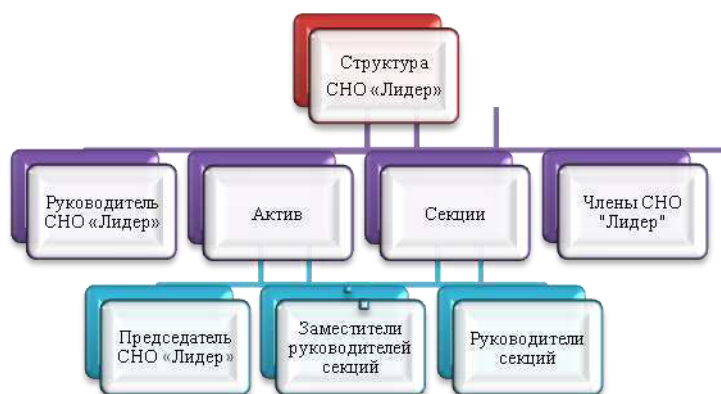 Структура
СНО «Лидер»
Руководитель
СНО «Лидер»
Актив
Секции
Члены СНО
"Лидер"
Председатель
СНО «Лидер»
Заместители
руководителей
секций
Руководители
секций